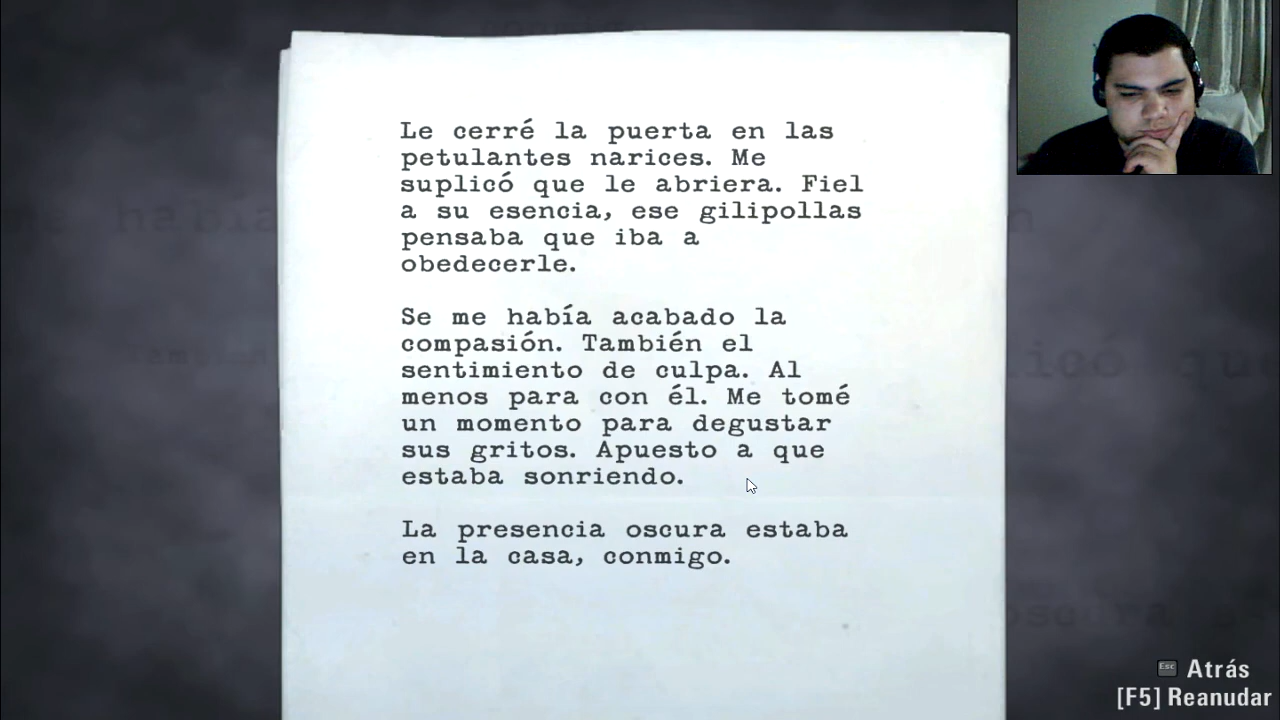 Le cerré la puerta en las
petulantes narices. Me
suplicó que le abriera. Fiel
a su esencia, ese gilipollas
pensaba que iba a
obedecerle.
Se me había acabado la
compasión. También el
sentimiento de culpa. Al
menos para con él. Me tomé
un momento para degustar
sus gritos. Apuesto a que
estaba sonriendo.
La presencia oscura estaba
en la casa, conmigo.
Esc Atrás
[F5] Reanudar